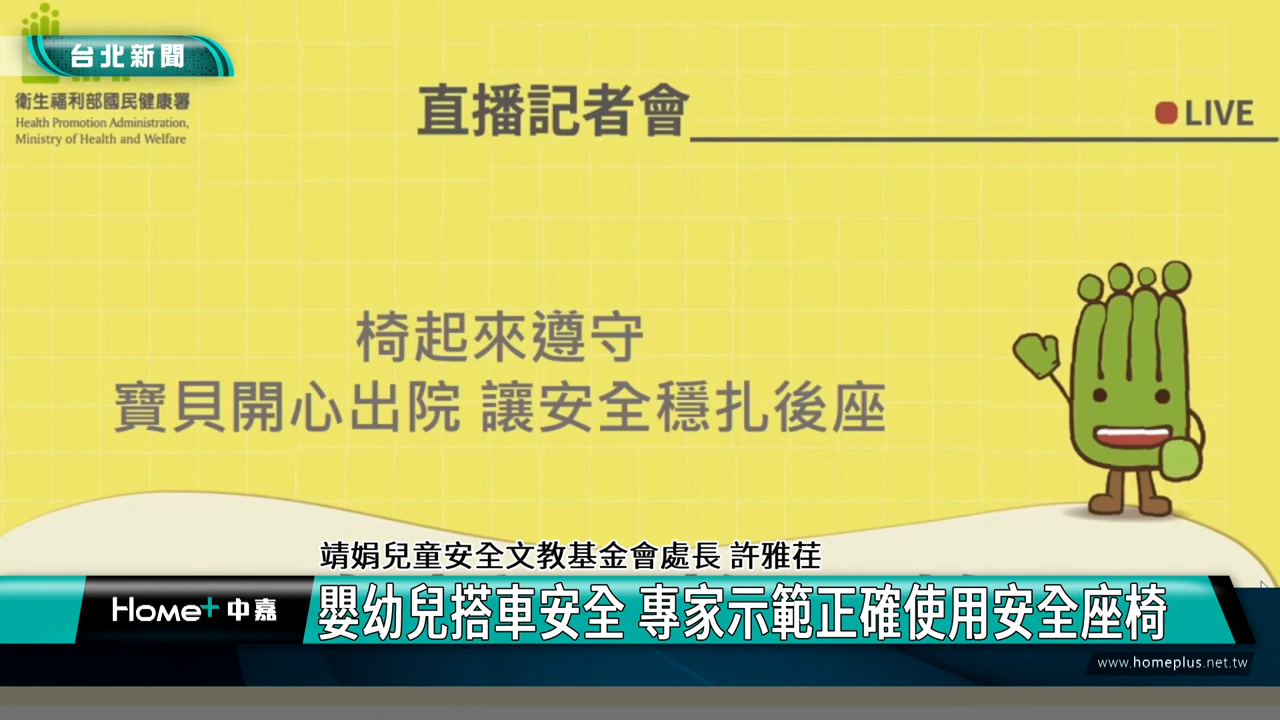 台北新聞
衛生福利部國民健康署
Health Promotion Administration,
Ministry of Health and Welfare
直播記者會
LIVE
椅起來遵守
寶貝開心出院 讓安全穩扎後座
靖娟兒童安全文教基金會處長 許雅荏
Home+ 中嘉
嬰幼兒搭車安全 專家示範正確使用安全座椅
www.homeplus.net.tw